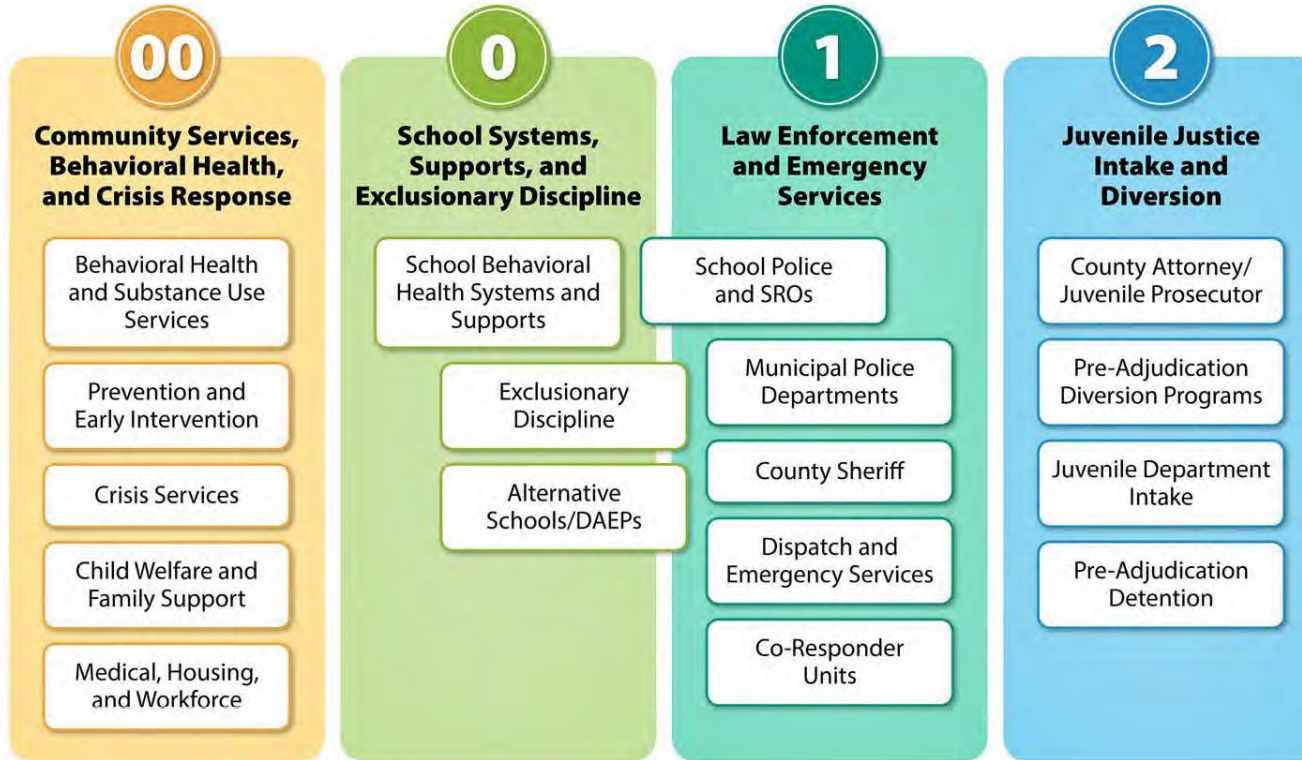 00
Community Services,
Behavioral Health,
and Crisis Response
Behavioral Health
and Substance Use
Services
Prevention and
Early Intervention
Crisis Services
Child Welfare and
Family Support
Medical, Housing,
and Workforce
0
School Systems,
Supports, and
Exclusionary Discipline
School Behavioral
Health Systems and
Supports
Exclusionary
Discipline
Alternative
Schools/DAEPs
1
Law Enforcement
and Emergency
Services
School Police
and SROs
Municipal Police
Departments
County Sheriff
Dispatch and
Emergency Services
Co-Responder
Units
2
Juvenile Justice
Intake and
Diversion
County Attorney/
Juvenile Prosecutor
Pre-Adjudication
Diversion Programs
Juvenile Department
Intake
Pre-Adjudication
Detention